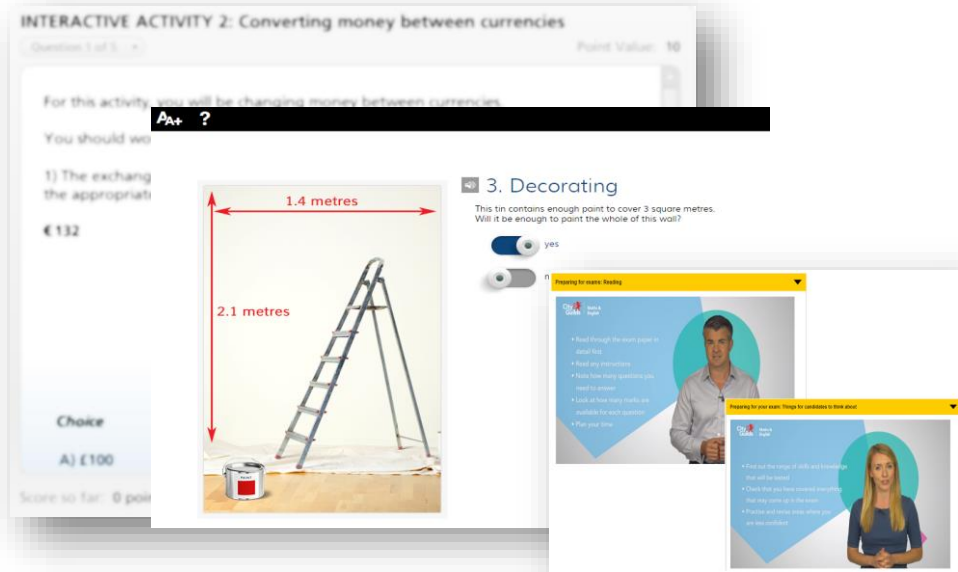 INTERACTIVE ACTIVITY 2: Converting money between currencies
Question 1 of 5
Point Value: 10
For this activity, you will be changing money between currencies
You should wo
1) The exchang
the appropriate
€ 132
Choice
A) £100
Score so far: 0 poin
AA+ ?
3. Decorating
This tin contains enough paint to cover 3 square metres.
Will it be enough to paint the whole of this wall?
yes
n
1.4 metres
2.1 metres
Preparing for exams: Reading
City&
Guilds
Maths &
English
• Read through the exam paper in
detail first
• Read any instructions
• Note how many questions you
need to answer
• Look at how many marks are
available for each question
• Plan your time
Preparing for your exam: Things for candidates to think about
City&
Guilds
Maths &
English
• Find out the range of skills and knowledge
that will be tested
• Check that you have covered everything
that may come up in the exam
• Practise and revise areas where you
are less confident